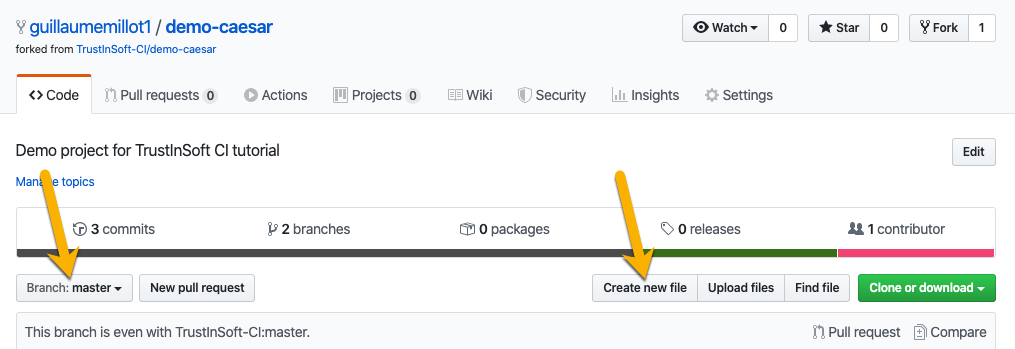 guillaumemillot1 / demo-caesar
Watch 0 Star 0 Fork 1
forked from TrustInSoft-CI/demo-caesar
Code Pull requests 0 Actions Projects 0 Wiki Security Insights Settings
Demo project for TrustInSoft CI tutorial
Edit
Manage topics
3 commits 2 branches 0 packages 0 releases 1 contributor
Branch: master New pull request Create new file Upload files Find file Clone or download
This branch is even with TrustInSoft-CI:master. Pull request Compare